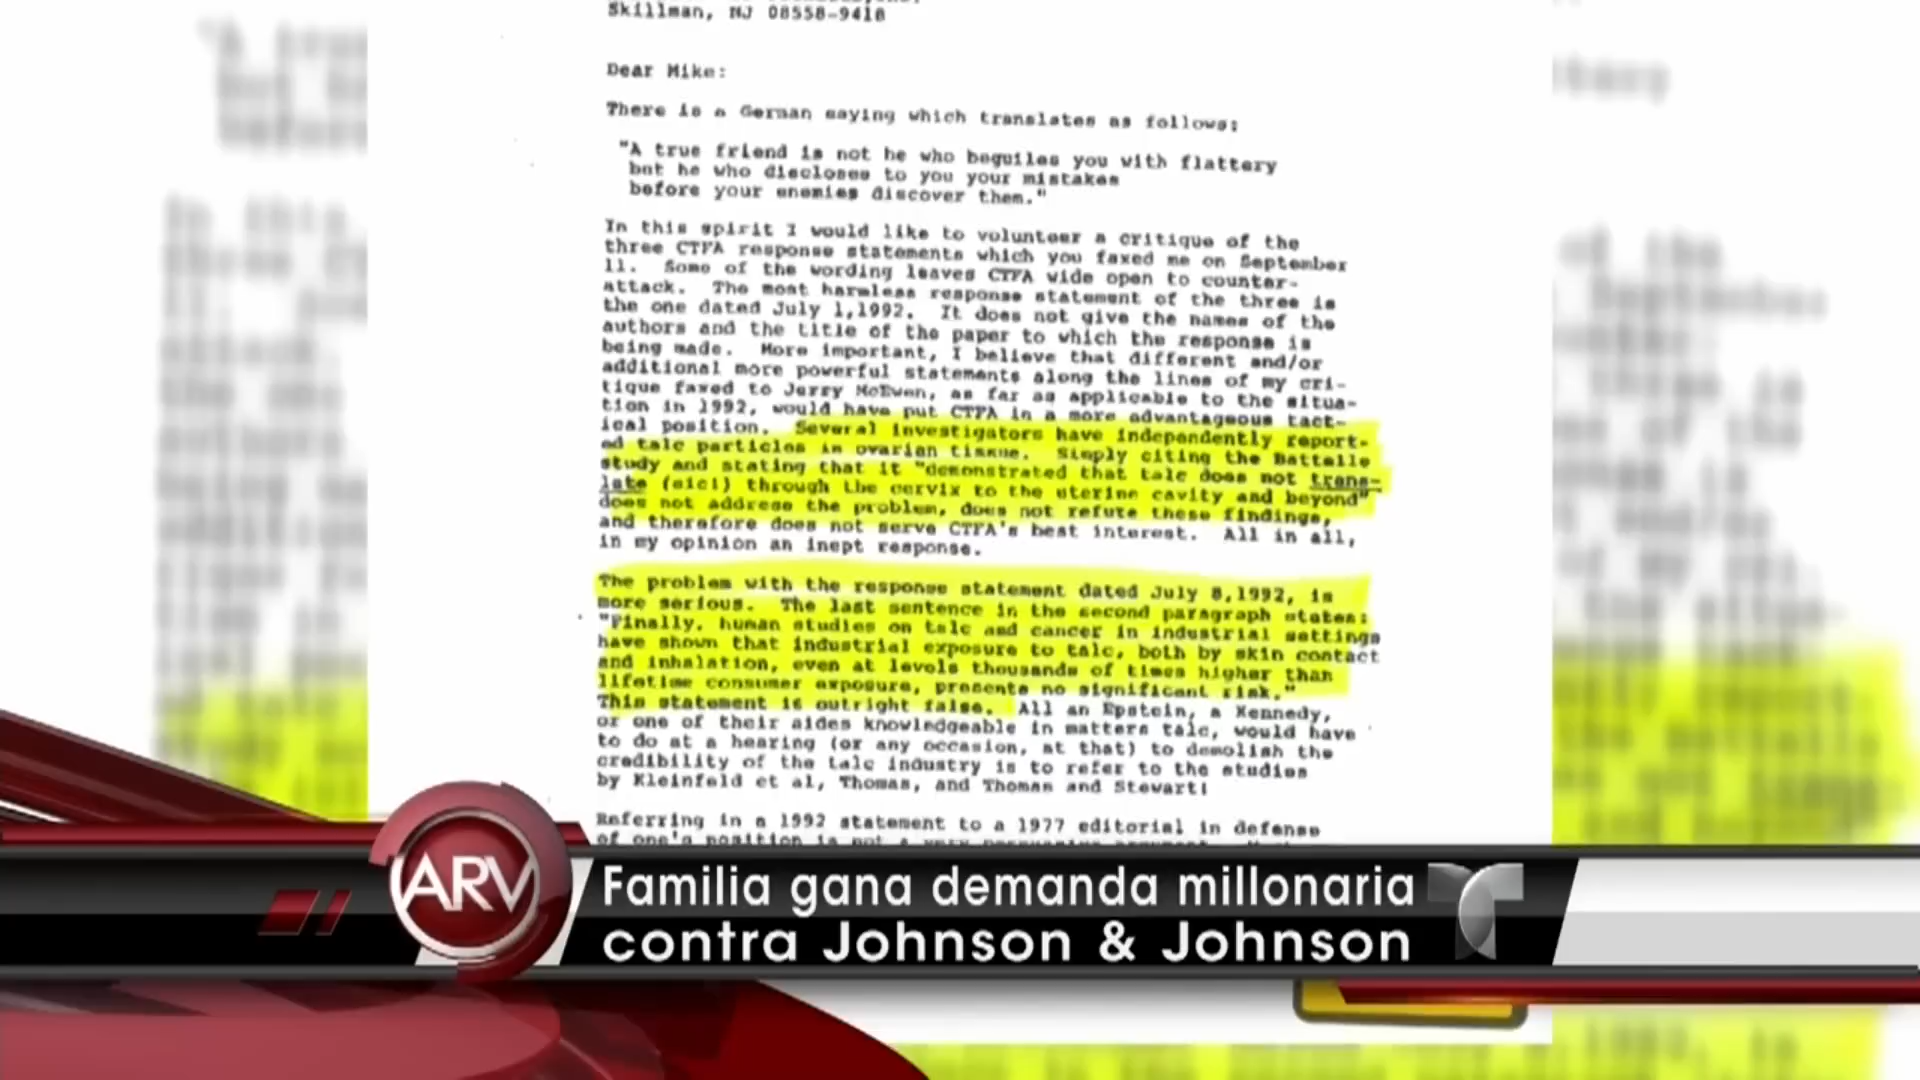 Skillman, NJ 08558-9418
Dear Mike:
There is a German saying which translates as follows:
"A true friend is not he who beguiles you with flattery
but he who discloses to you your mistakes
before your enemies discover them."
In this spirit I would like to volunteer a critique of the
three CTFA response statements which you faxed me on September
11. Some of the wording leaves CTFA wide open to counter-
attack. The most harmless response statement of the three is
the one dated July 1,1992. It does not give the names of the
authors and the title of the paper to which the response is
being made. More important, I believe that different and/or
additional more powerful statements along the lines of my cri-
tique faxed to Jerry McEwen, as far as applicable to the situa-
tion in 1992, would have put CTFA in a more advantageous tact-
ical position. Several investigators have independently report-
ed talc particles in ovarian tissue. Simply citing the Battelle
study and stating that it "demonstrated that talc does not trans-
late (sic!) through the cervix to the uterine cavity and beyond"
does not address the problem, does not refute these findings,
and therefore does not serve CTFA's best interest. All in all,
in my opinion an inept response.
The problem with the response statement dated July 8,1992, is
more serious. The last sentence in the second paragraph states:
"Finally, human studies on talc and cancer in industrial settings
have shown that industrial exposure to talc, both by skin contact
and inhalation, even at levels thousands of times higher than
lifetime consumer exposure, presents no significant risk."
This statement is outright false. All an Epstein, a Kennedy,
or one of their aides knowledgeable in matters talc, would have
to do at a hearing (or any occasion, at that) to demolish the
credibility of the talc industry is to refer to the studies
by Kleinfeld et al, Thomas, and Thomas and Stewart!
Referring in a 1992 statement to a 1977 editorial in defense
of one's position is not a very
ARV
Familia gana demanda millonaria
contra Johnson & Johnson